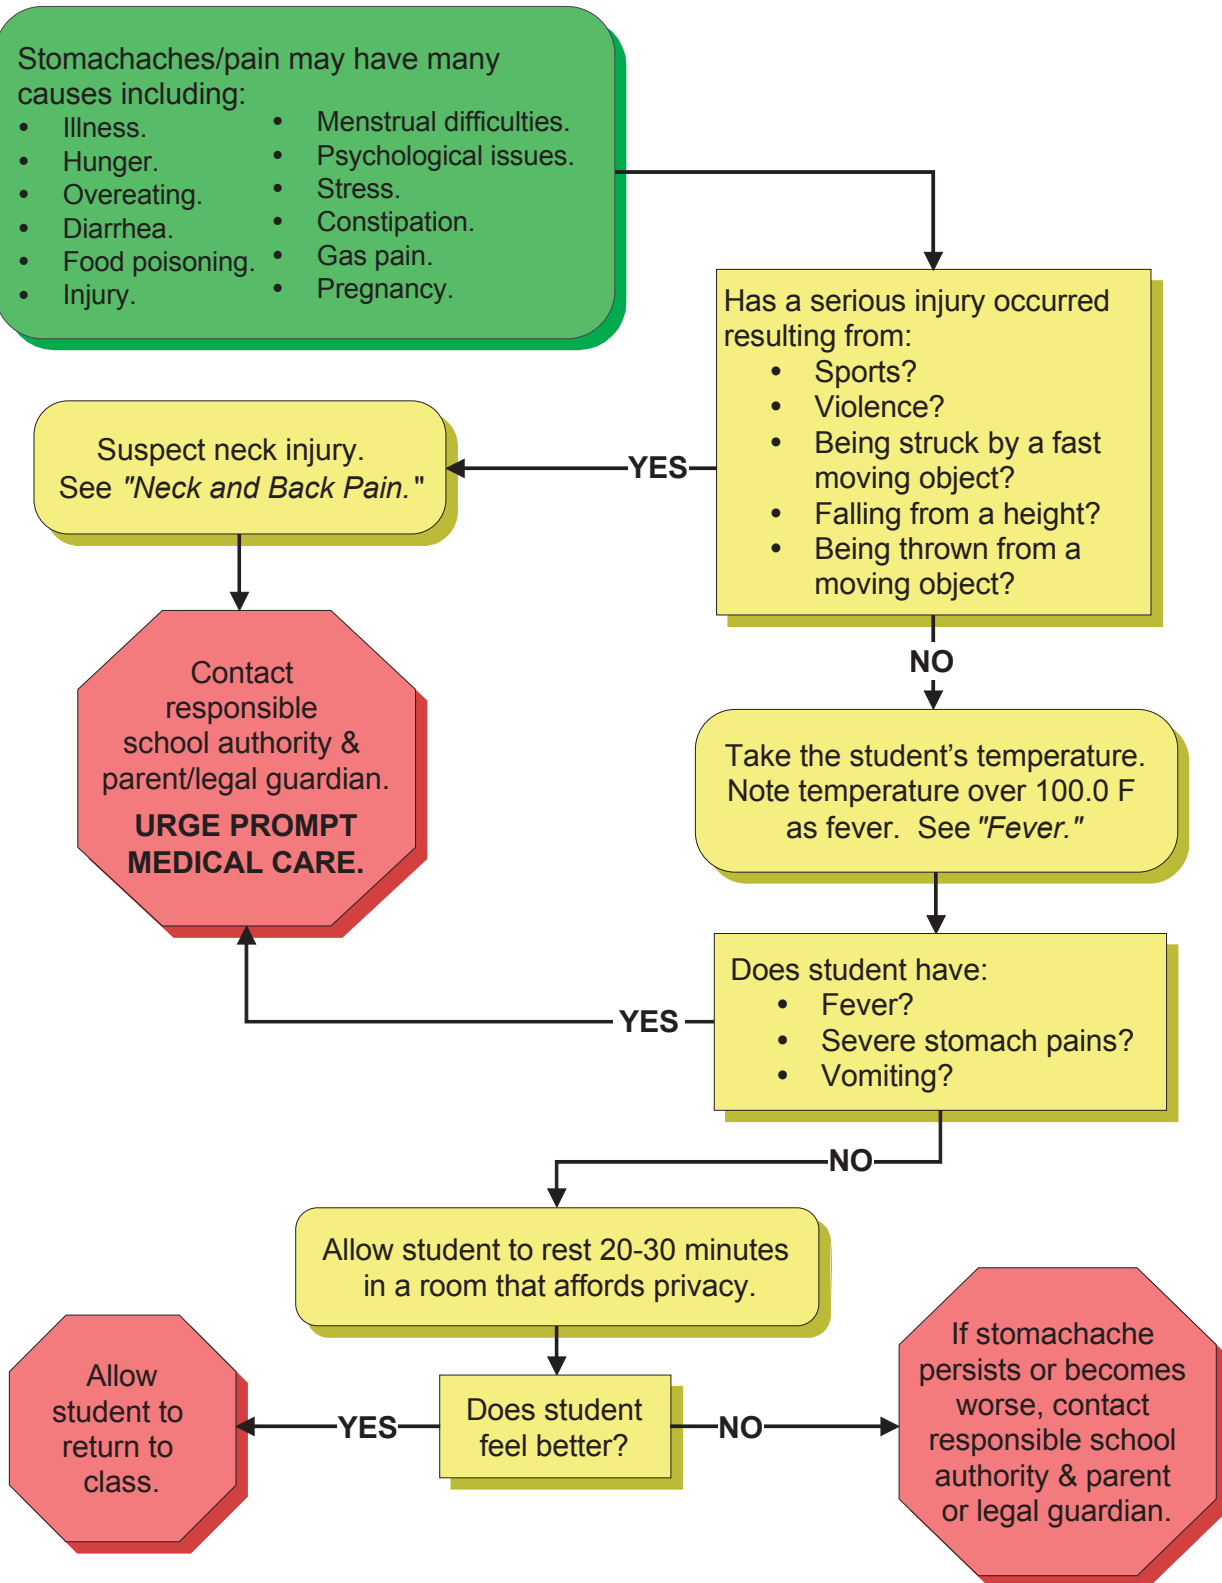 Stomachaches/pain may have many
causes including:
• Illness.
• Hunger.
• Overeating.
• Diarrhea.
• Food poisoning.
• Injury.
• Menstrual difficulties.
• Psychological issues.
• Stress.
• Constipation.
• Gas pain.
• Pregnancy.
Has a serious injury occurred
resulting from:
• Sports?
• Violence?
• Being struck by a fast
moving object?
• Falling from a height?
• Being thrown from a
moving object?
YES
Suspect neck injury.
See "Neck and Back Pain."
Contact
responsible
school authority &
parent/legal guardian.
URGE PROMPT
MEDICAL CARE.
NO
Take the student’s temperature.
Note temperature over 100.0 F
as fever. See "Fever."
Does student have:
• Fever?
• Severe stomach pains?
• Vomiting?
YES
NO
Allow student to rest 20-30 minutes
in a room that affords privacy.
Does student
feel better?
YES
Allow
student to
return to
class.
NO
If stomachache
persists or becomes
worse, contact
responsible school
authority & parent
or legal guardian.